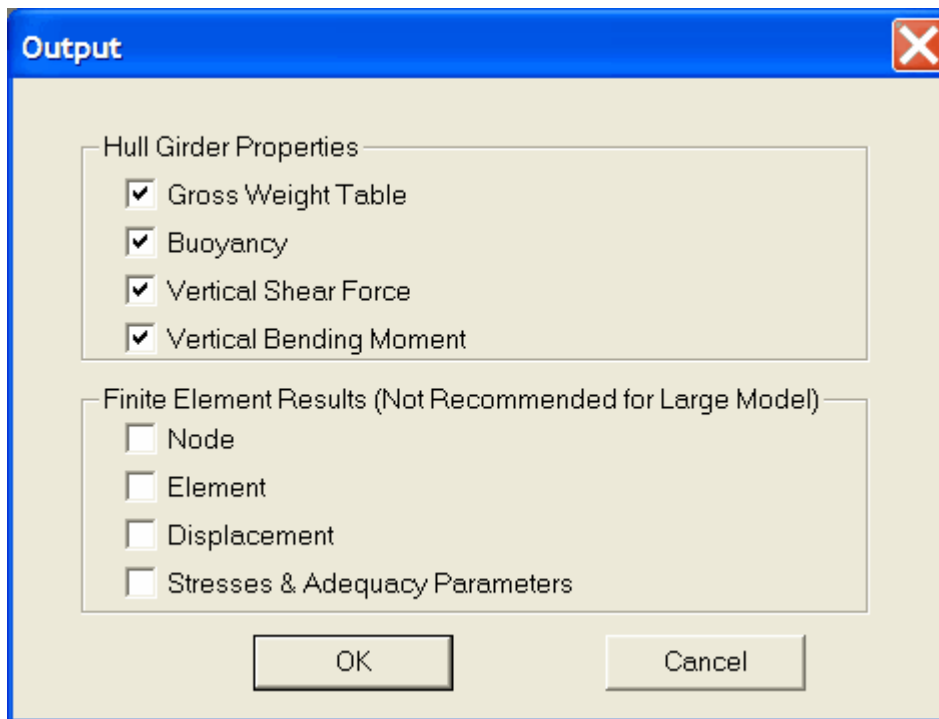 Output
Hull Girder Properties
Gross Weight Table
Buoyancy
Vertical Shear Force
Vertical Bending Moment
Finite Element Results (Not Recommended for Large Model)
Node
Element
Displacement
Stresses & Adequacy Parameters
OK
Cancel